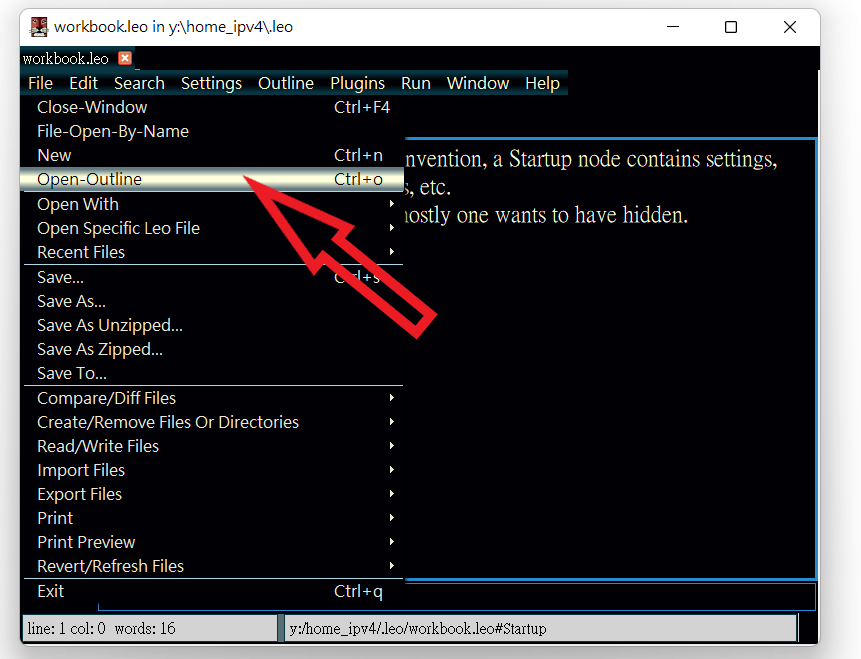 workbook.leo in y:\home_ipv4\.leo
workbook.leo
File Edit Search Settings Outline Plugins Run Window Help
Close-Window Ctrl+F4
File-Open-By-Name
New Ctrl+n
Open-Outline Ctrl+o
Open With
Open Specific Leo File
Recent Files
Save... Ctrl+s
Save As...
Save As Unzipped...
Save As Zipped...
Save To...
Compare/Diff Files
Create/Remove Files Or Directories
Read/Write Files
Import Files
Export Files
Print
Print Preview
Revert/Refresh Files
Exit Ctrl+q
nvention, a Startup node contains settings,
s, etc.
ostly one wants to have hidden.
line: 1 col: 0 words: 16
y:/home_ipv4/.leo/workbook.leo#Startup